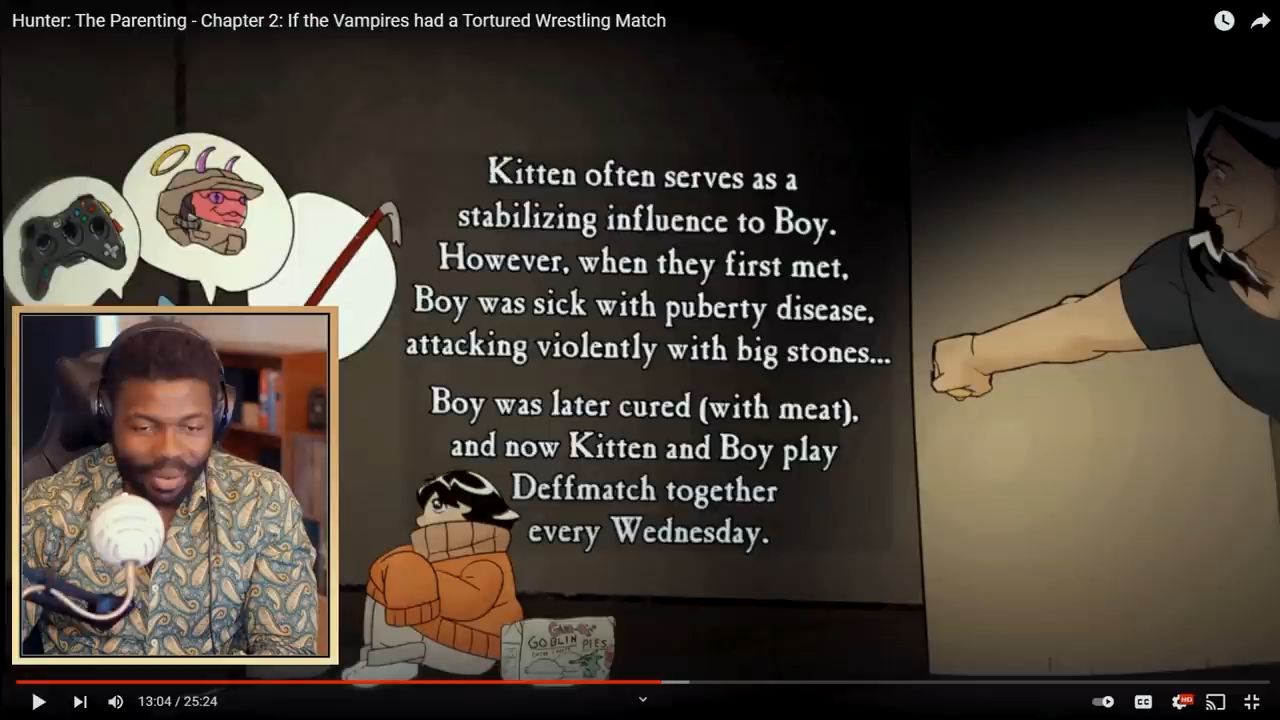 Hunter: The Parenting - Chapter 2: If the Vampires had a Tortured Wrestling Match
Kitten often serves as a
stabilizing influence to Boy.
However, when they first met,
Boy was sick with puberty disease,
attacking violently with big stones...
Boy was later cured (with meat),
and now Kitten and Boy play
Deffmatch together
every Wednesday.
GOBLIN PIES
13:04 / 25:24
CC
HD